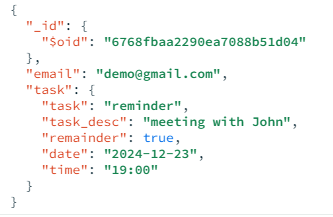 {
  "_id": {
    "$oid": "6768fbaa2290ea7088b51d04"
  },
  "email": "demo@gmail.com",
  "task": {
    "task": "reminder",
    "task_desc": "meeting with John",
    "remainder": true,
    "date": "2024-12-23",
    "time": "19:00"
  }
}